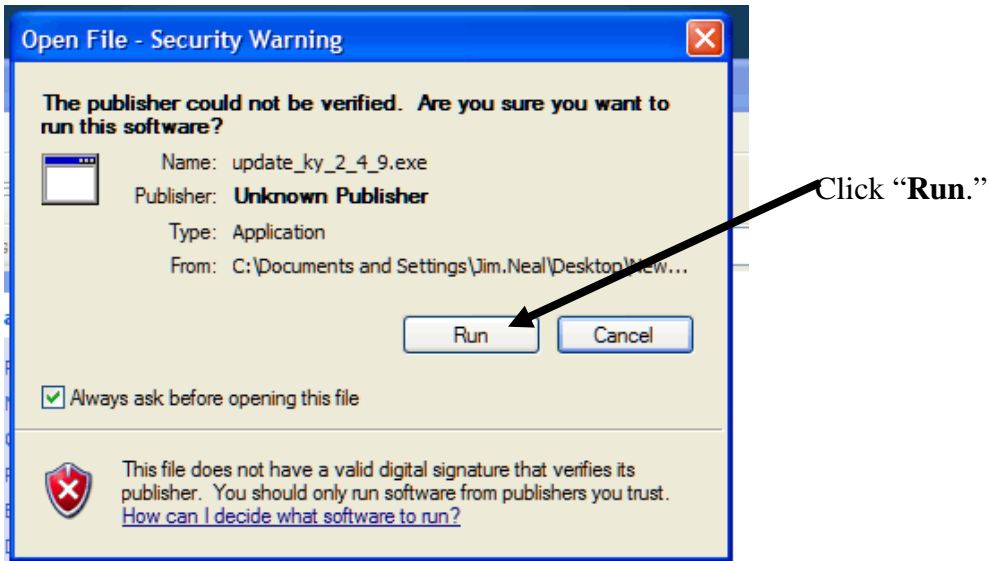 Open File - Security Warning
The publisher could not be verified. Are you sure you want to
run this software?
Name: update_ky_2_4_9.exe
Publisher: Unknown Publisher
Type: Application
From: C:\Documents and Settings\Jim.Neal\Desktop\New...
Click “Run.”
Run Cancel
Always ask before opening this file
This file does not have a valid digital signature that verifies its
publisher. You should only run software from publishers you trust.
How can I decide what software to run?